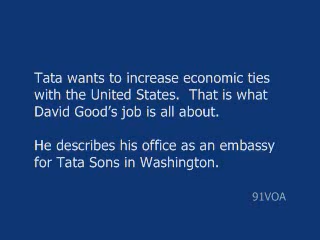 Tata wants to increase economic ties
with the United States.  That is what
David Good’s job is all about.
He describes his office as an embassy
for Tata Sons in Washington.
91VOA